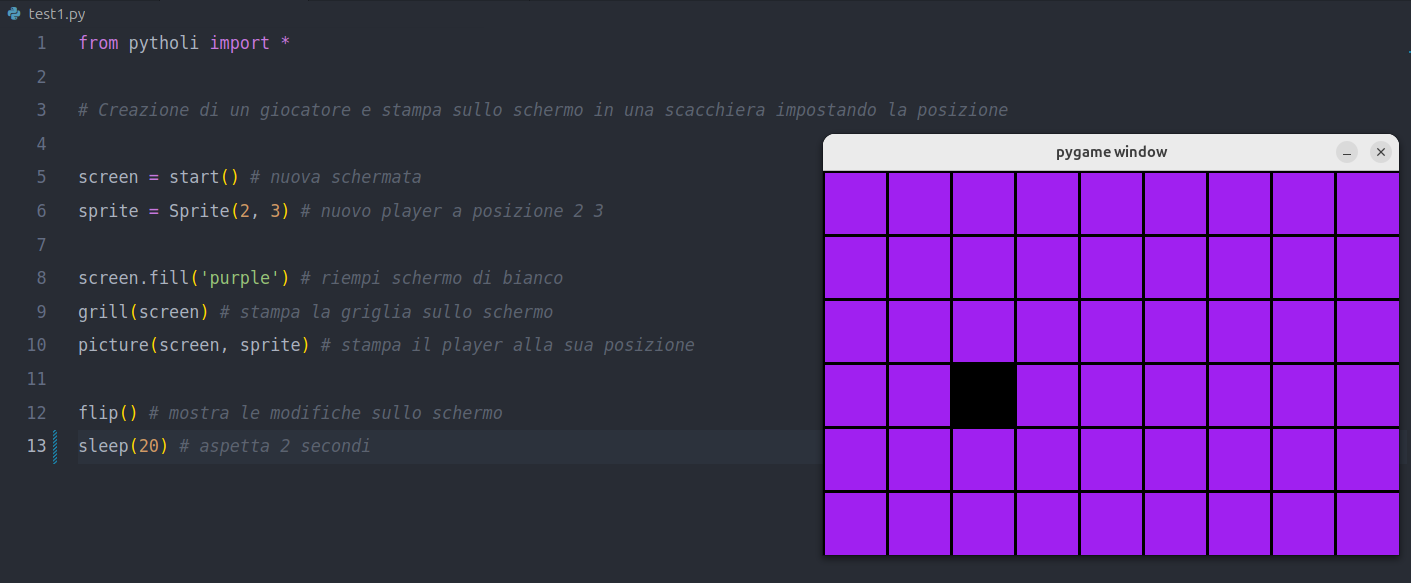 test1.py
1 from pytholi import *
2
3 # Creazione di un giocatore e stampa sullo schermo in una scacchiera impostando la posizione
4
5 screen = start() # nuova schermata
6 sprite = Sprite(2, 3) # nuovo player a posizione 2 3
7
8 screen.fill('purple') # riempi schermo di bianco
9 grill(screen) # stampa la griglia sullo schermo
10 picture(screen, sprite) # stampa il player alla sua posizione
11
12 flip() # mostra le modifiche sullo schermo
13 sleep(20) # aspetta 2 secondi
pygame window